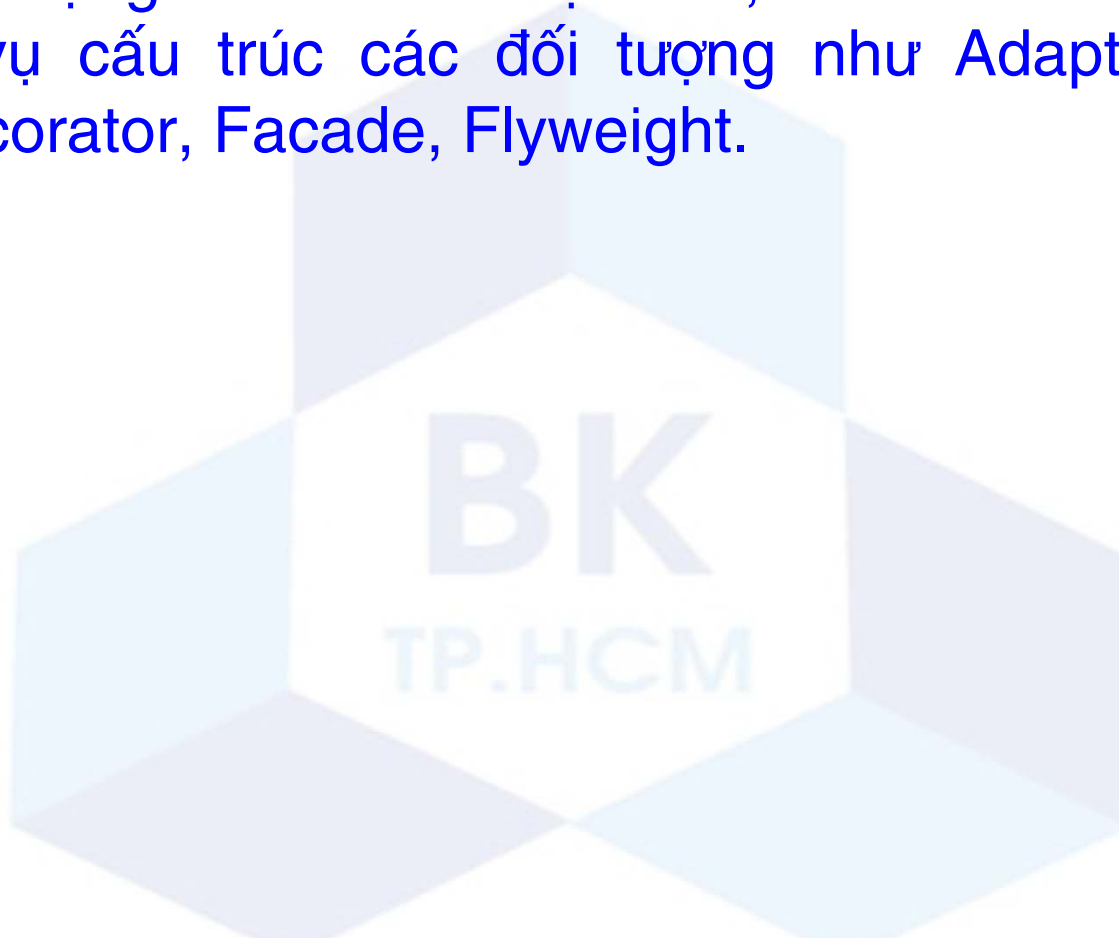 vụ cấu trúc các đối tượng như Adapt
corator, Facade, Flyweight.
BK
TP.HCM